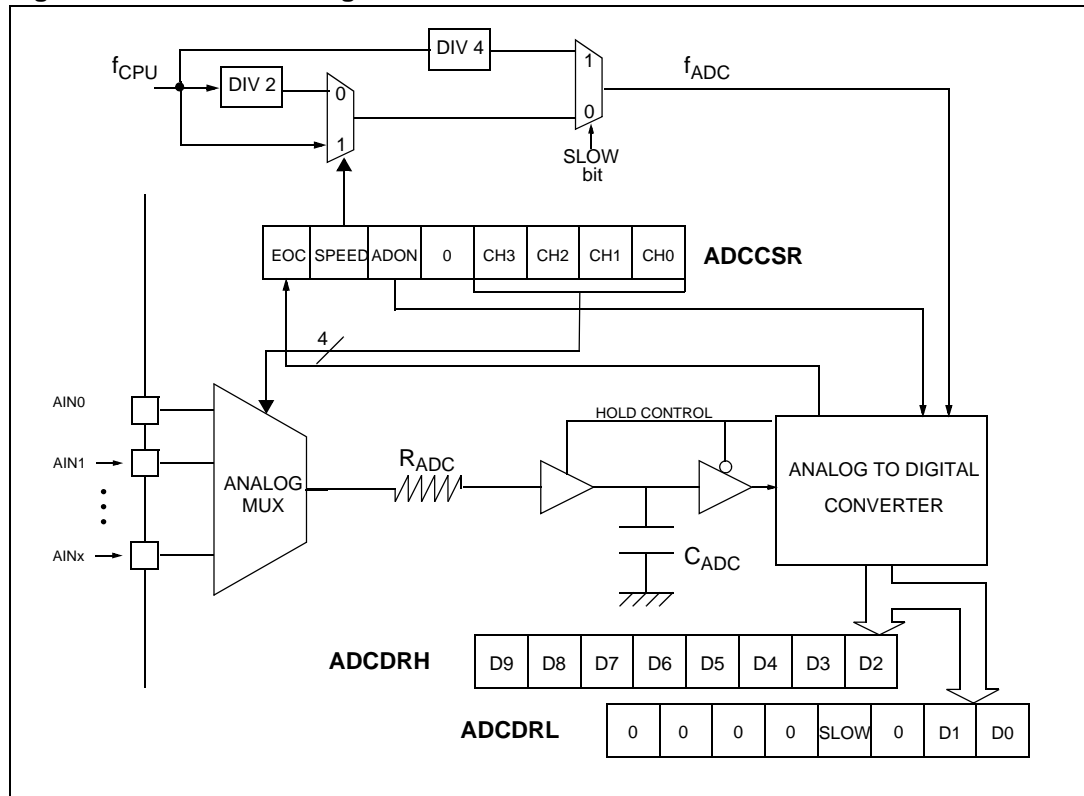 DIV 4
fCPU
DIV 2
0
1
1
0
fADC
SLOW
bit
EOC SPEED ADON 0 CH3 CH2 CH1 CH0
ADCCSR
4
AIN0
AIN1
AINx
ANALOG
MUX
RADC
HOLD CONTROL
CADC
ANALOG TO DIGITAL
CONVERTER
ADCDRH
D9 D8 D7 D6 D5 D4 D3 D2
ADCDRL
0 0 0 0 SLOW 0 D1 D0